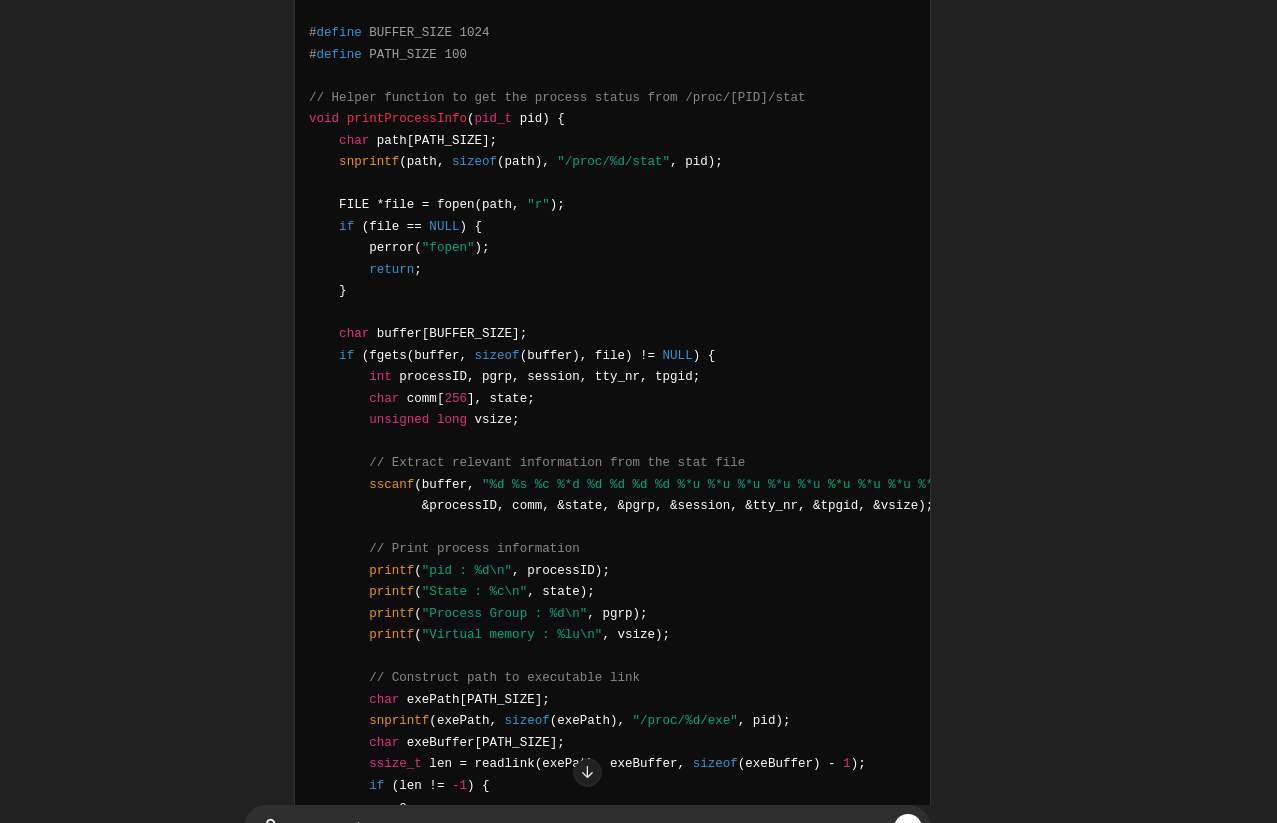 #define BUFFER_SIZE 1024
#define PATH_SIZE 100
// Helper function to get the process status from /proc/[PID]/stat
void printProcessInfo(pid_t pid) {
    char path[PATH_SIZE];
    snprintf(path, sizeof(path), "/proc/%d/stat", pid);
    FILE *file = fopen(path, "r");
    if (file == NULL) {
        perror("fopen");
        return;
    }
    char buffer[BUFFER_SIZE];
    if (fgets(buffer, sizeof(buffer), file) != NULL) {
        int processID, pgrp, session, tty_nr, tpgid;
        char comm[256], state;
        unsigned long vsize;
        // Extract relevant information from the stat file
        sscanf(buffer, "%d %s %c %*d %d %d %d %d %*u %*u %*u %*u %*u %*u %*u %*
               &processID, comm, &state, &pgrp, &session, &tty_nr, &tpgid, &vsize);
        // Print process information
        printf("pid : %d\n", processID);
        printf("State : %c\n", state);
        printf("Process Group : %d\n", pgrp);
        printf("Virtual memory : %lu\n", vsize);
        // Construct path to executable link
        char exePath[PATH_SIZE];
        snprintf(exePath, sizeof(exePath), "/proc/%d/exe", pid);
        char exeBuffer[PATH_SIZE];
        ssize_t len = readlink( exeBuffer, sizeof(exeBuffer) - 1);
        if (len != -1) {